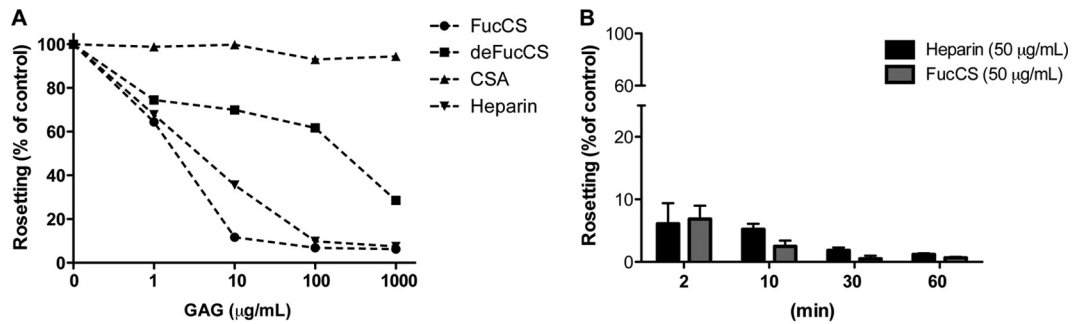 A
FucCS
deFucCS
CSA
Heparin
Rosetting (% of control)
100
80
60
40
20
0
0 1 10 100 1000
GAG (μg/mL)
B
Heparin (50 μg/mL)
FucCS (50 μg/mL)
Rosetting (%of control)
100
60
20
10
0
2 10 30 60
(min)